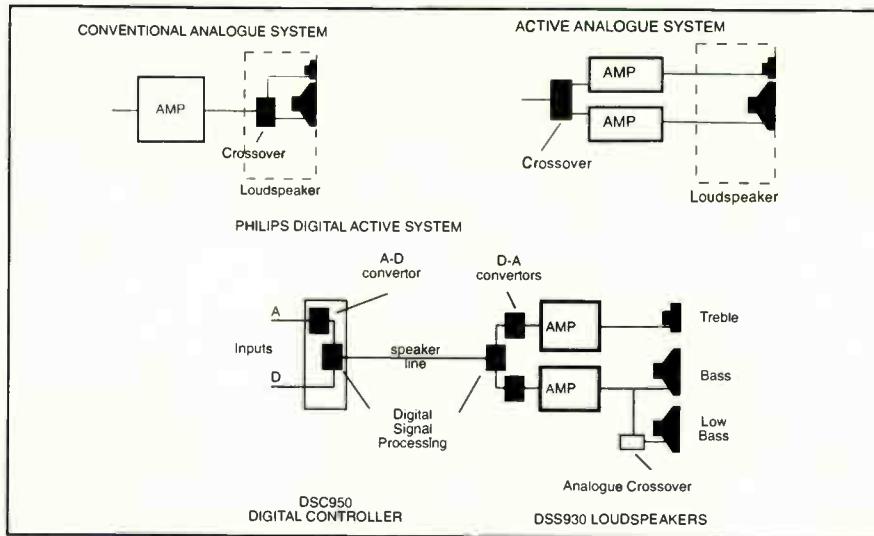 CONVENTIONAL ANALOGUE SYSTEM
AMP
Crossover
Loudspeaker
ACTIVE ANALOGUE SYSTEM
AMP
AMP
Crossover
Loudspeaker
PHILIPS DIGITAL ACTIVE SYSTEM
A-D
convertor
D-A
convertors
A
Inputs
D
speaker
line
AMP
AMP
Treble
Bass
Low
Bass
Digital
Signal
Processing
Analogue Crossover
DSC950
DIGITAL CONTROLLER
DSS930 LOUDSPEAKERS